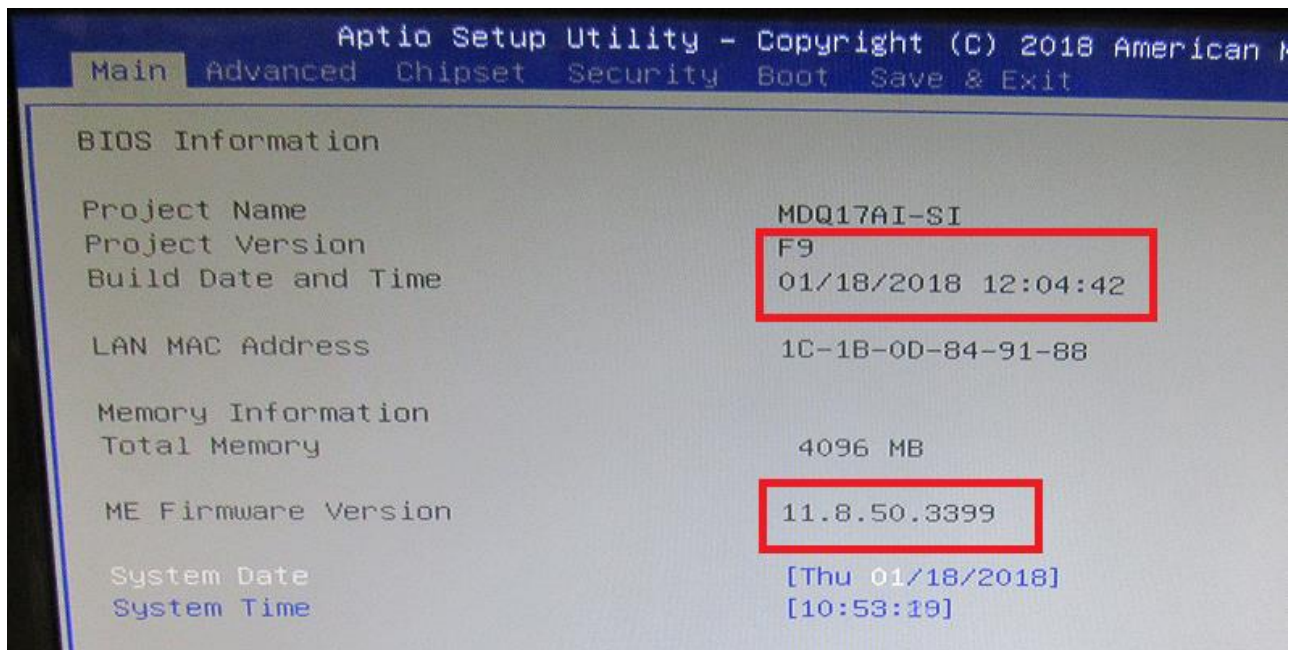 Aptio Setup Utility - Copyright (C) 2018 American
Main Advanced Chipset Security Boot Save & Exit
BIOS Information
Project Name MDQ17AI-SI
Project Version F9
Build Date and Time 01/18/2018 12:04:42
LAN MAC Address 1C-1B-0D-84-91-88
Memory Information
Total Memory 4096 MB
ME Firmware Version 11.8.50.3399
System Date [Thu 01/18/2018]
System Time [10:53:19]